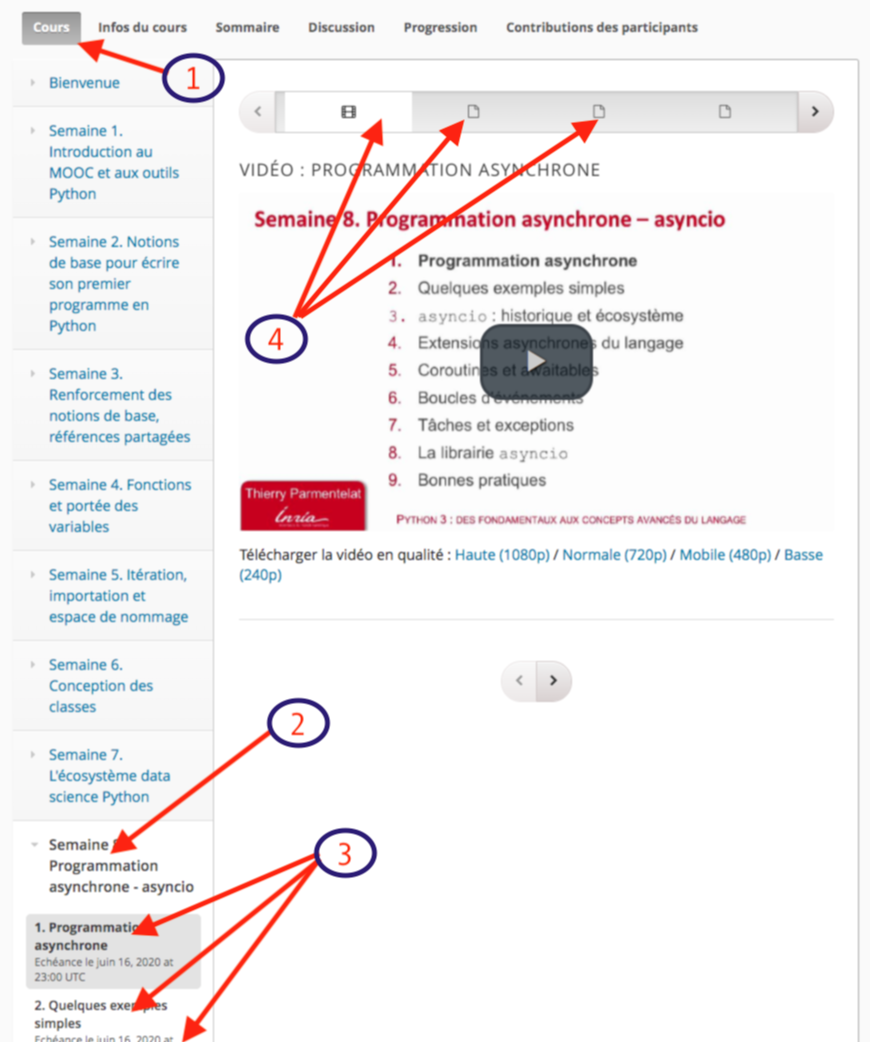 Cours Infos du cours Sommaire Discussion Progression Contributions des participants
1
Bienvenue
Semaine 1.
Introduction au
MOOC et aux outils
Python
Semaine 2. Notions
de base pour écrire
son premier
programme en
Python
Semaine 3.
Renforcement des
notions de base,
références partagées
Semaine 4. Fonctions
et portée des
variables
Semaine 5. Itération,
importation et
espace de nommage
Semaine 6.
Conception des
classes
Semaine 7.
L'écosystème data
science Python
2
Semaine
Programmation
asynchrone - asyncio
3
1. Programmation
asynchrone
Echéance le juin 16, 2020 at
23:00 UTC
2. Quelques exemples
simples
Echéance le juin 16, 2020 at
VIDÉO : PROGRAMMATION ASYNCHRONE
Semaine 8. Programmation asynchrone – asyncio
1. Programmation asynchrone
2. Quelques exemples simples
3. asyncio : historique et écosystème
4. Extensions asynchrones du langage
5. Coroutines et awaitables
6. Boucles d'événements
7. Tâches et exceptions
8. La librairie asyncio
9. Bonnes pratiques
4
Thierry Parmentelat
Inria
PYTHON 3 : DES FONDAMENTAUX AUX CONCEPTS AVANCÉS DU LANGAGE
Télécharger la vidéo en qualité : Haute (1080p) / Normale (720p) / Mobile (480p) / Basse
(240p)